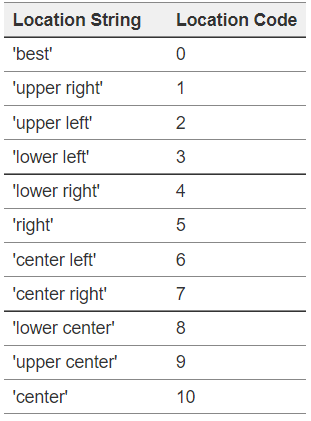 Location String Location Code
'best' 0
'upper right' 1
'upper left' 2
'lower left' 3
'lower right' 4
'right' 5
'center left' 6
'center right' 7
'lower center' 8
'upper center' 9
'center' 10